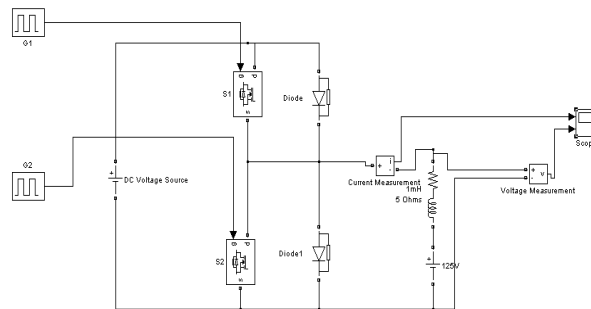 G1
S1
Diode
G2
DC Voltage Source
i
+
-
Current Measurement
1mH
5 Ohms
+
-
v
Voltage Measurement
Scop
S2
Diode1
+
125V